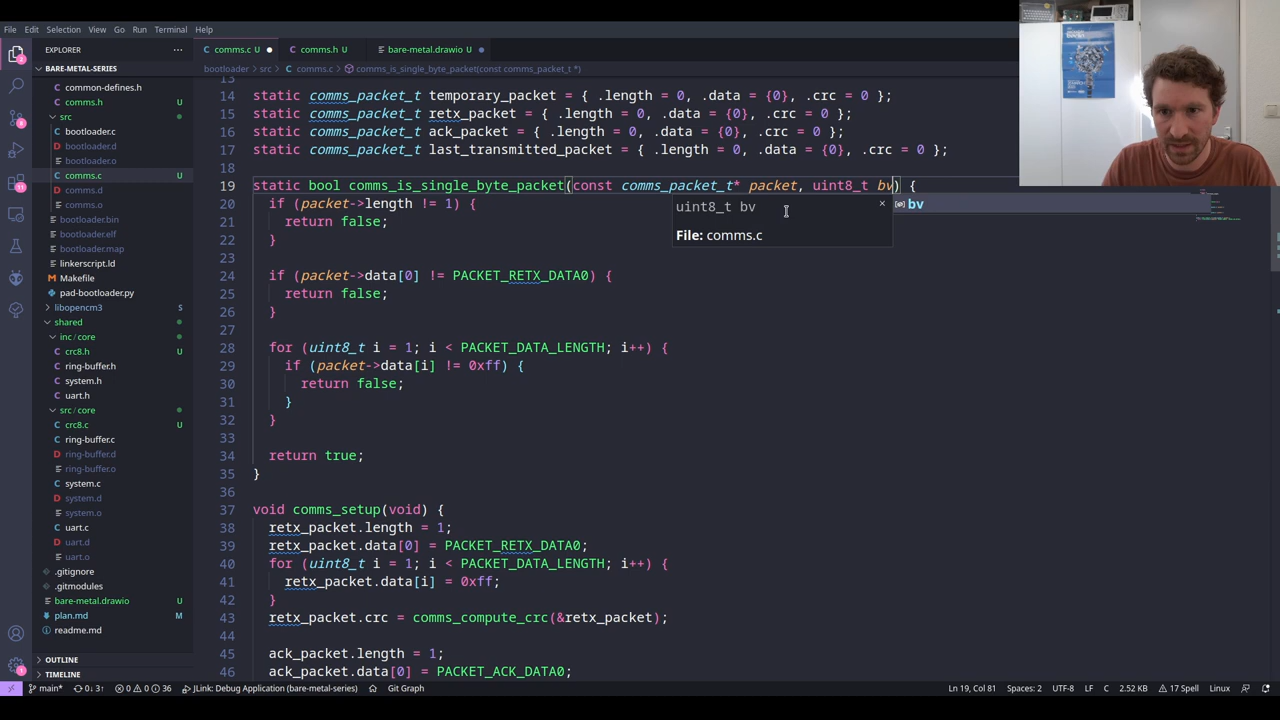 File Edit Selection View Go Run Terminal Help
EXPLORER ···
comms.c U
comms.h U
bare-metal.drawio U
BARE-METAL-SERIES
bootloader > src > comms.c > comms_is_single_byte_packet(const comms_packet_t *)
common-defines.h
comms.h U
src
bootloader.c
bootloader.d
bootloader.o
comms.c U
comms.d
comms.o
bootloader.bin
bootloader.elf
bootloader.map
linkerscript.ld
Makefile
pad-bootloader.py
libopencm3 S
shared
inc / core
crc8.h U
ring-buffer.h
system.h
uart.h
src / core
crc8.c U
ring-buffer.c
ring-buffer.d
ring-buffer.o
system.c
system.d
system.o
uart.c
uart.d
uart.o
.gitignore
.gitmodules
bare-metal.drawio U
plan.md M
readme.md
OUTLINE
TIMELINE
13
14 static comms_packet_t temporary_packet = { .length = 0, .data = {0}, .crc = 0 };
15 static comms_packet_t retx_packet = { .length = 0, .data = {0}, .crc = 0 };
16 static comms_packet_t ack_packet = { .length = 0, .data = {0}, .crc = 0 };
17 static comms_packet_t last_transmitted_packet = { .length = 0, .data = {0}, .crc = 0 };
18
19 static bool comms_is_single_byte_packet(const comms_packet_t* packet, uint8_t bv) {
20 if (packet->length != 1) {
21 return false;
22 }
23
24 if (packet->data[0] != PACKET_RETX_DATA0) {
25 return false;
26 }
27
28 for (uint8_t i = 1; i < PACKET_DATA_LENGTH; i++) {
29 if (packet->data[i] != 0xff) {
30 return false;
31 }
32 }
33
34 return true;
35 }
36
37 void comms_setup(void) {
38 retx_packet.length = 1;
39 retx_packet.data[0] = PACKET_RETX_DATA0;
40 for (uint8_t i = 1; i < PACKET_DATA_LENGTH; i++) {
41 retx_packet.data[i] = 0xff;
42 }
43 retx_packet.crc = comms_compute_crc(&retx_packet);
44
45 ack_packet.length = 1;
46 ack_packet.data[0] = PACKET_ACK_DATA0;
uint8_t bv
File: comms.c
bv
main* 0↓ 3↑ 0 0 36 JLink: Debug Application (bare-metal-series) Git Graph Ln 19, Col 81 Spaces: 2 UTF-8 LF C 2.52 KB 17 Spell Linux